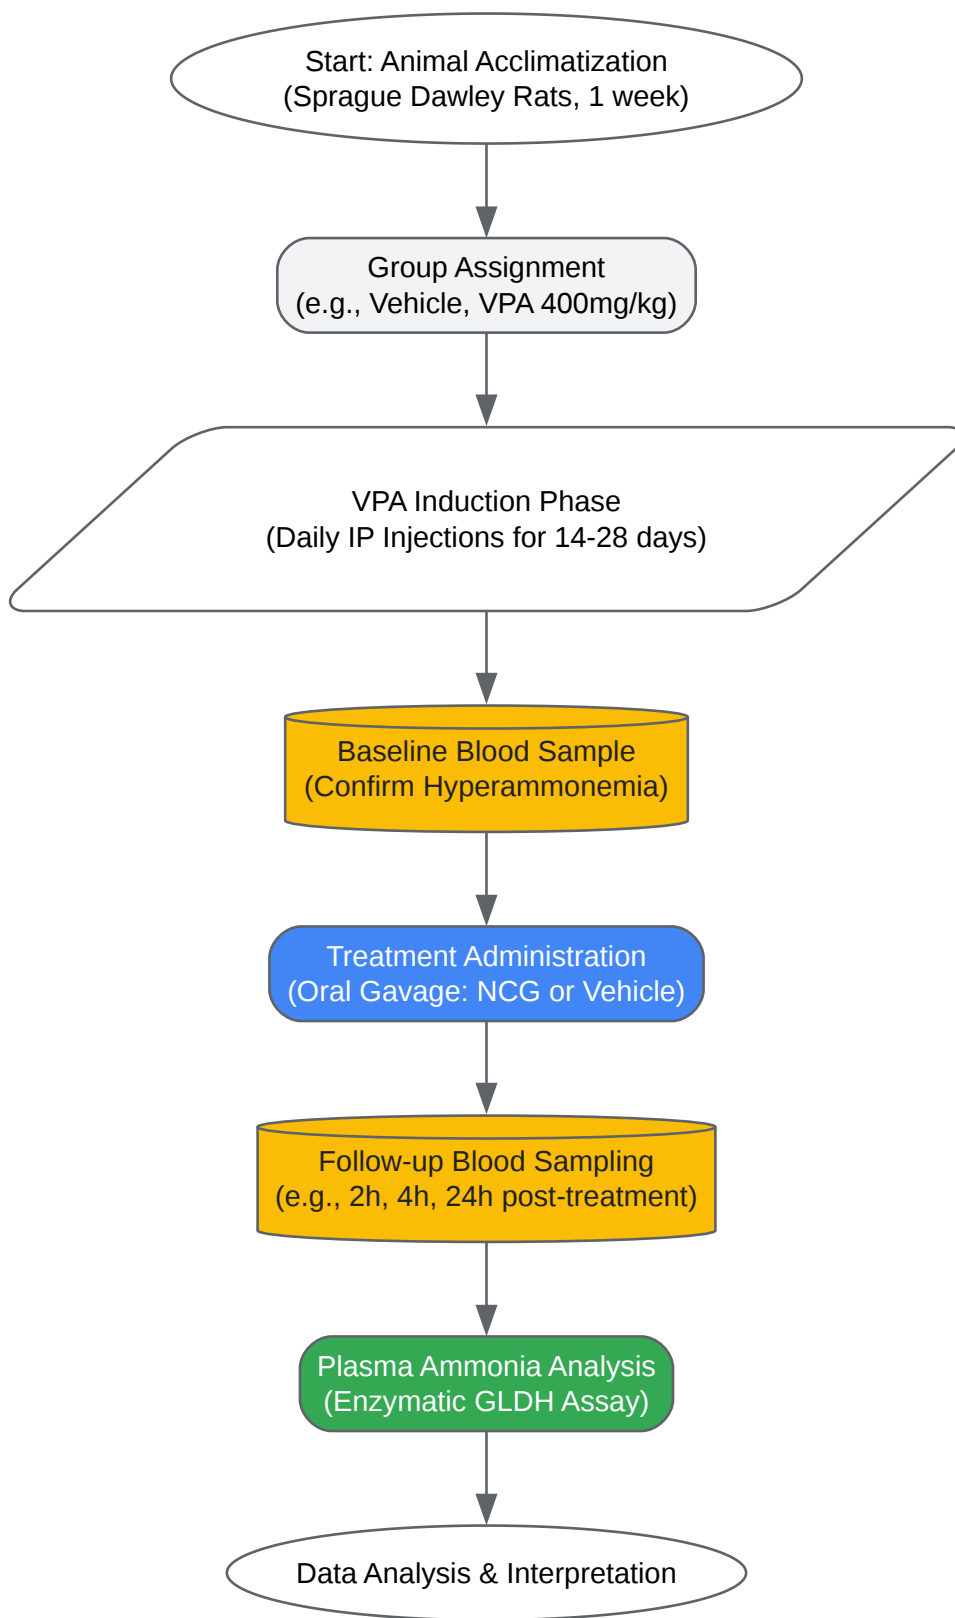 Start: Animal Acclimatization
(Sprague Dawley Rats, 1 week)
Group Assignment
(e.g., Vehicle, VPA 400mg/kg)
VPA Induction Phase
(Daily IP Injections for 14-28 days)
Baseline Blood Sample
(Confirm Hyperammonemia)
Treatment Administration
(Oral Gavage: NCG or Vehicle)
Follow-up Blood Sampling
(e.g., 2h, 4h, 24h post-treatment)
Plasma Ammonia Analysis
(Enzymatic GLDH Assay)
Data Analysis & Interpretation